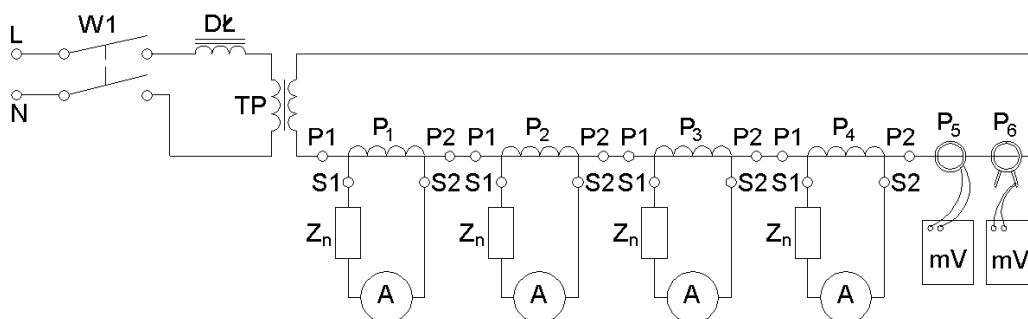 L W1 DŁ
N TP
P1 P₁ P2 P1 P₂ P2 P1 P₃ P2 P1 P₄ P2 P₅ P₆
S1 S2 S1 S2 S1 S2 S1 S2
Zₙ Zₙ Zₙ Zₙ
mV mV
A A A A